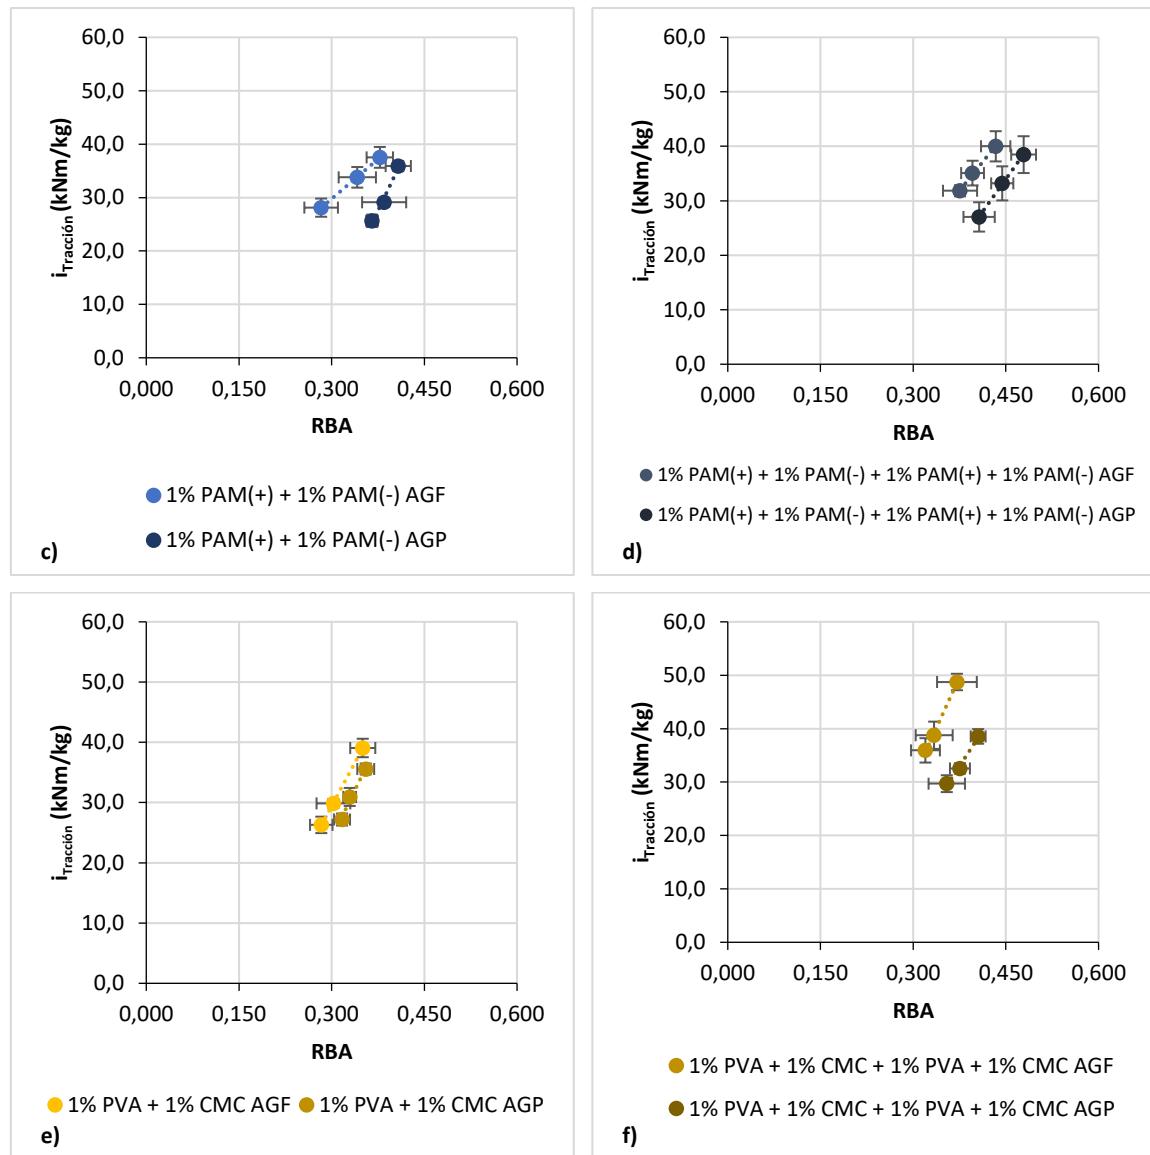 60,0
50,0
40,0
30,0
20,0
10,0
0,0
i Tracción (kNm/kg)
0,000 0,150 0,300 0,450 0,600
RBA
1% PAM(+) + 1% PAM(-) AGF
1% PAM(+) + 1% PAM(-) AGP
c)
60,0
50,0
40,0
30,0
20,0
10,0
0,0
i Tracción (kNm/kg)
0,000 0,150 0,300 0,450 0,600
RBA
1% PAM(+) + 1% PAM(-) + 1% PAM(+) + 1% PAM(-) AGF
1% PAM(+) + 1% PAM(-) + 1% PAM(+) + 1% PAM(-) AGP
d)
60,0
50,0
40,0
30,0
20,0
10,0
0,0
i Tracción (kNm/kg)
0,000 0,150 0,300 0,450 0,600
RBA
1% PVA + 1% CMC AGF 1% PVA + 1% CMC AGP
e)
60,0
50,0
40,0
30,0
20,0
10,0
0,0
i Tracción (kNm/kg)
0,000 0,150 0,300 0,450 0,600
RBA
1% PVA + 1% CMC + 1% PVA + 1% CMC AGF
1% PVA + 1% CMC + 1% PVA + 1% CMC AGP
f)